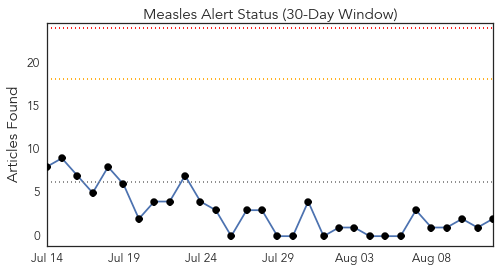 Measles Alert Status (30-Day Window)
Articles Found
20
15
10
5
0
Jul 14 Jul 19 Jul 24 Jul 29 Aug 03 Aug 08